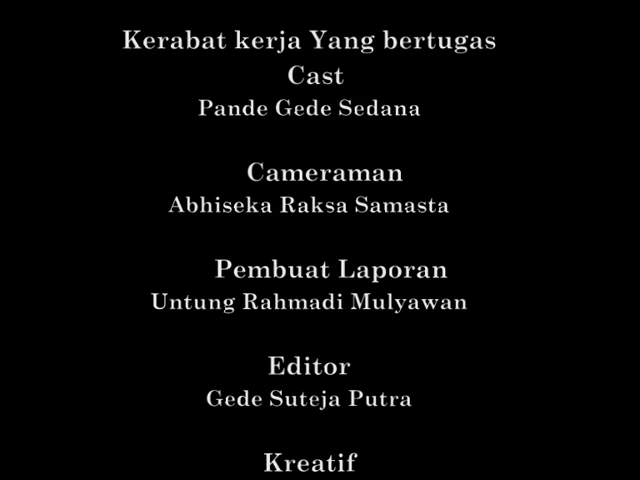 Kerabat kerja Yang bertugas
Cast
Pande Gede Sedana
Cameraman
Abhiseka Raksa Samasta
Pembuat Laporan
Untung Rahmadi Mulyawan
Editor
Gede Suteja Putra
Kreatif